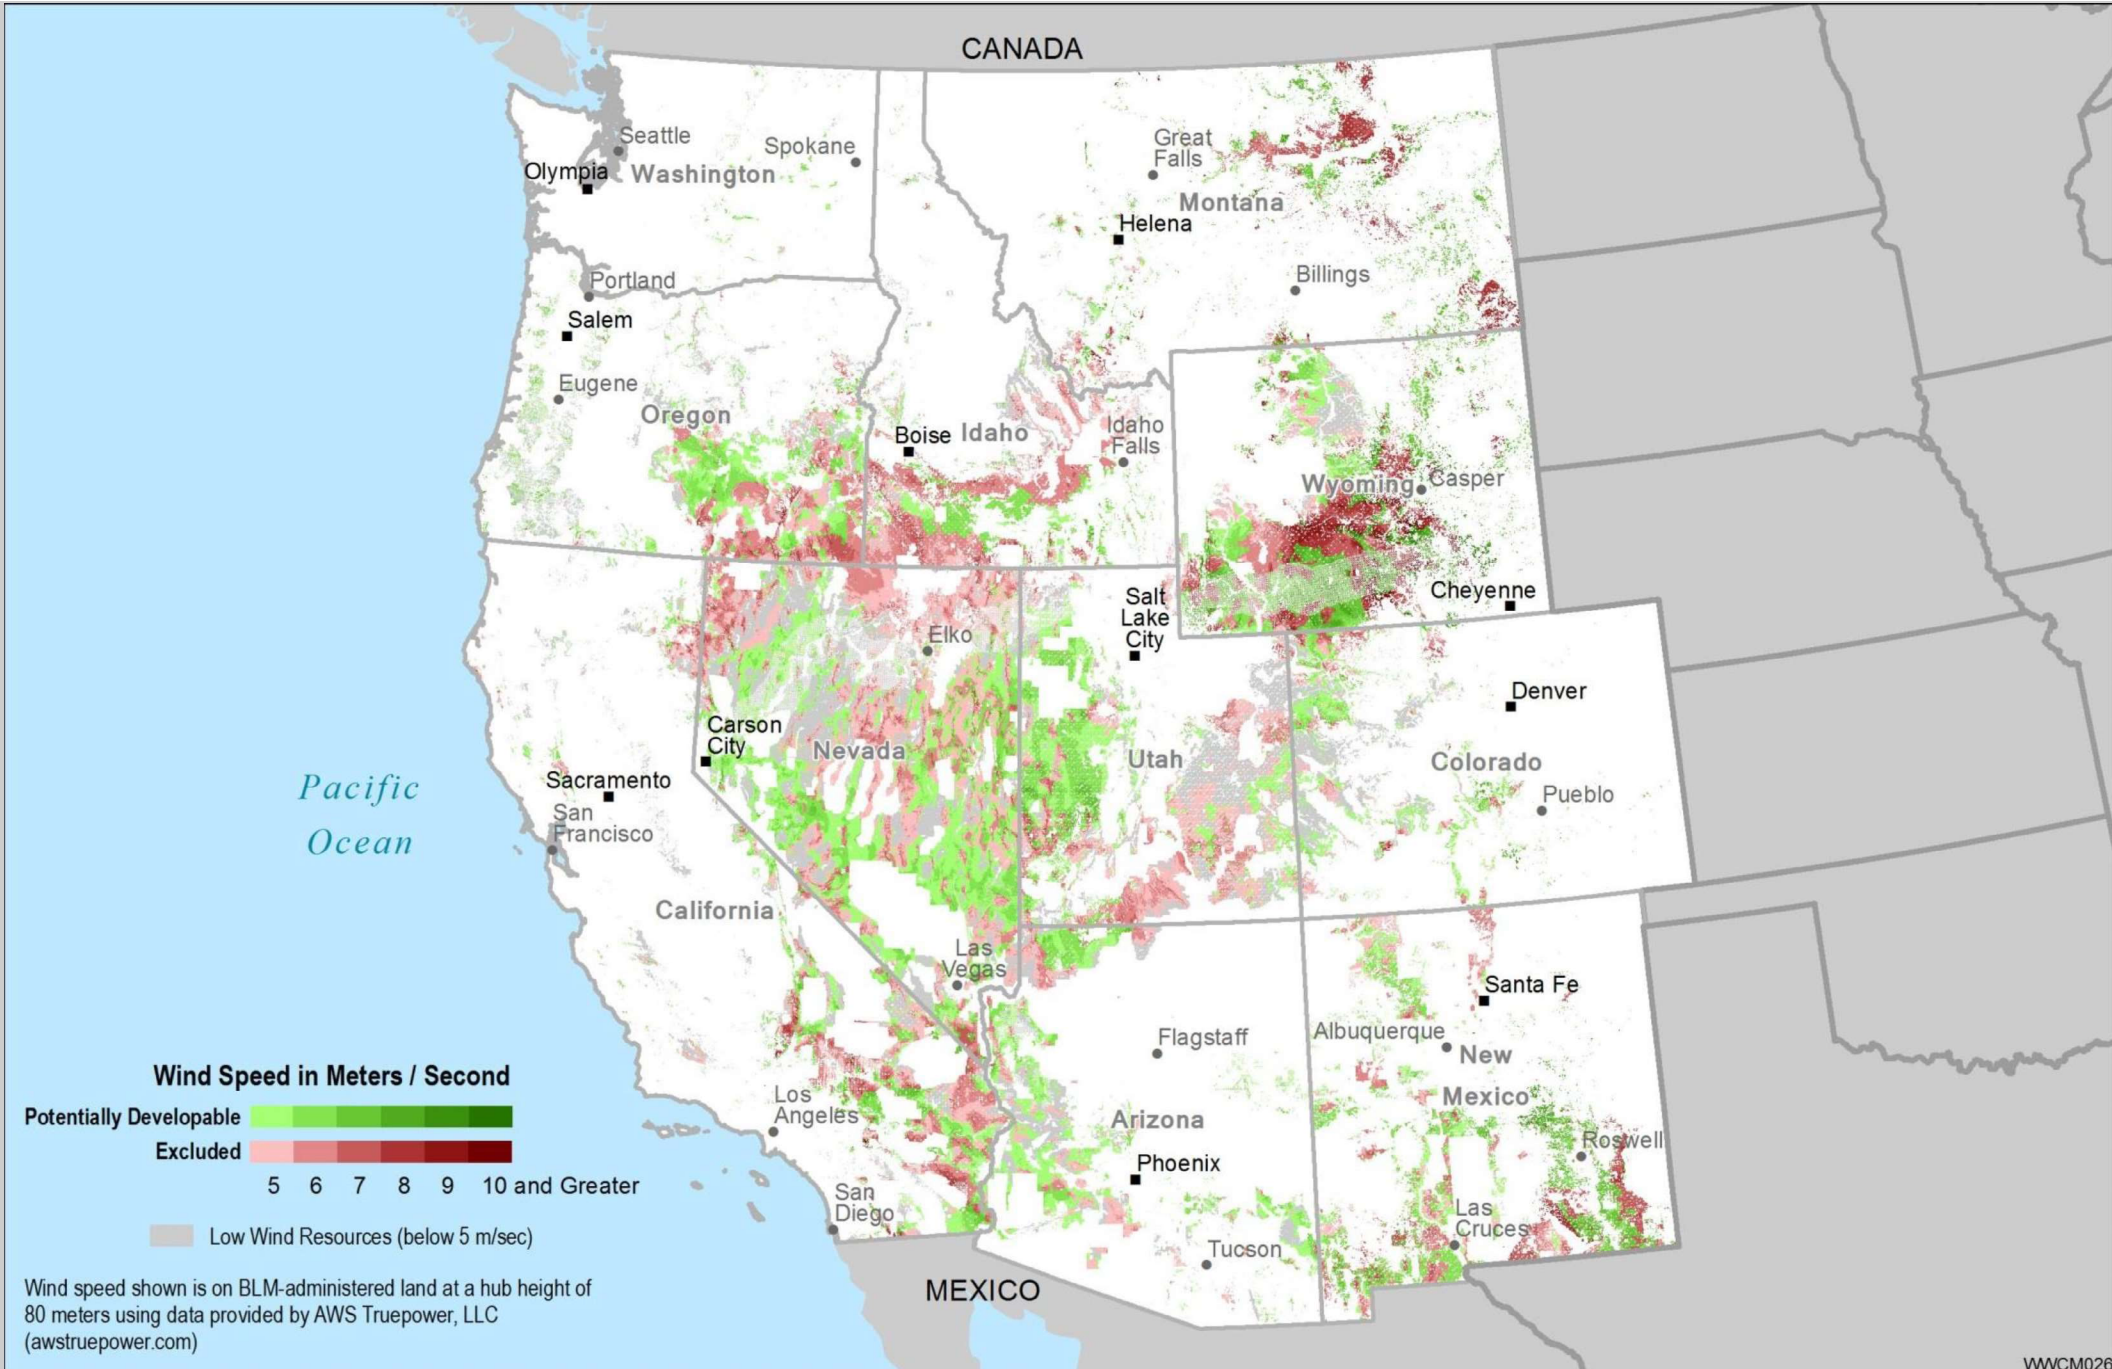 CANADA
Seattle
Spokane
Great
Falls
Olympia
Washington
Montana
Helena
Portland
Billings
Salem
Eugene
Oregon
Boise
Idaho
Idaho
Falls
Wyoming
Casper
Cheyenne
Salt
Lake
City
Elko
Denver
Carson
City
Nevada
Utah
Colorado
Pueblo
Pacific
Ocean
Sacramento
San
Francisco
California
Las
Vegas
Santa Fe
Flagstaff
Albuquerque
New
Mexico
Los
Angeles
Arizona
Roswell
Phoenix
San
Diego
Las
Cruces
Tucson
MEXICO
Wind Speed in Meters / Second
Potentially Developable
Excluded
5 6 7 8 9 10 and Greater
Low Wind Resources (below 5 m/sec)
Wind speed shown is on BLM-administered land at a hub height of
80 meters using data provided by AWS Truepower, LLC
(awstruepower.com)
WWCM026